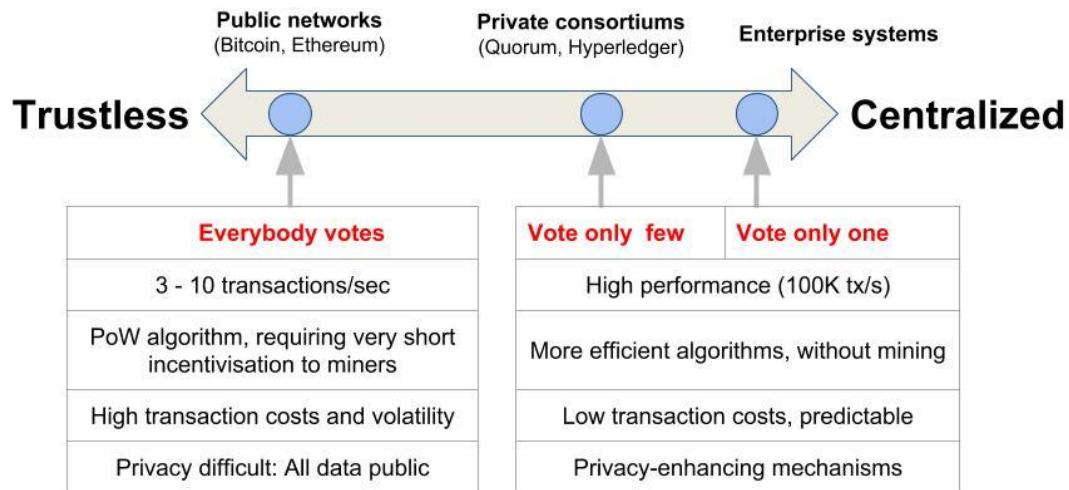 Public networks
(Bitcoin, Ethereum)
Private consortiums
(Quorum, Hyperledger)
Enterprise systems
Trustless
Centralized
Everybody votes
3 - 10 transactions/sec
PoW algorithm, requiring very short
incentivisation to miners
High transaction costs and volatility
Privacy difficult: All data public
Vote only few
Vote only one
High performance (100K tx/s)
More efficient algorithms, without mining
Low transaction costs, predictable
Privacy-enhancing mechanisms